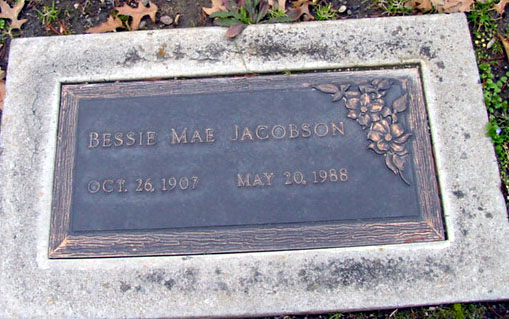 BESSIE MAE JACOBSON
OCT. 26, 1907 MAY 20, 1988